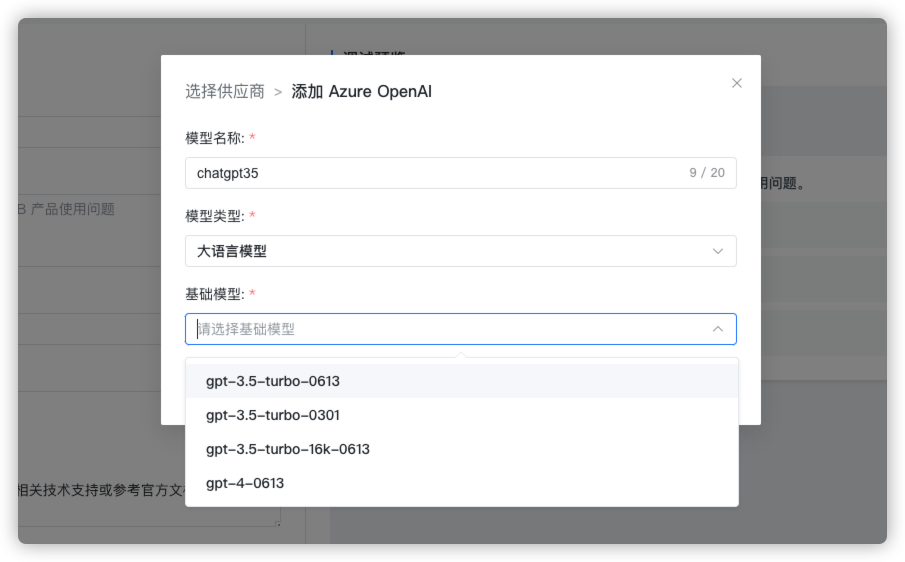 选择供应商 > 添加 Azure OpenAI
模型名称: *
chatgpt35
9 / 20
用问题。
B 产品使用问题
模型类型: *
大语言模型
基础模型: *
请选择基础模型
gpt-3.5-turbo-0613
gpt-3.5-turbo-0301
gpt-3.5-turbo-16k-0613
gpt-4-0613
相关技术支持或参考官方文